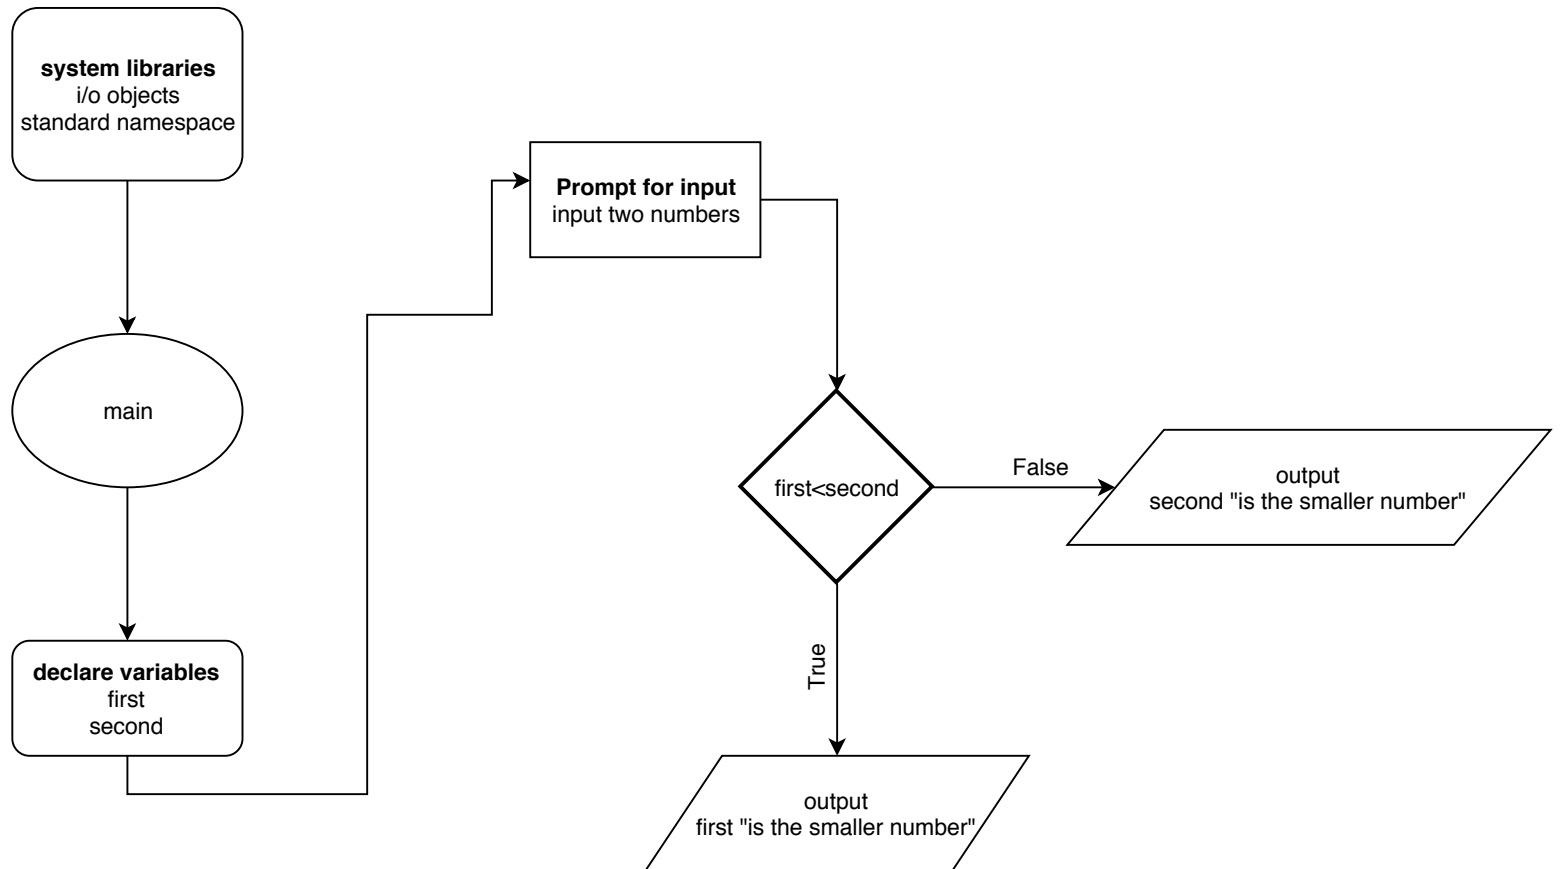 system libraries
i/o objects
standard namespace
main
declare variables
first
second
Prompt for input
input two numbers
first<second
False
output
second "is the smaller number"
True
output
first "is the smaller number"